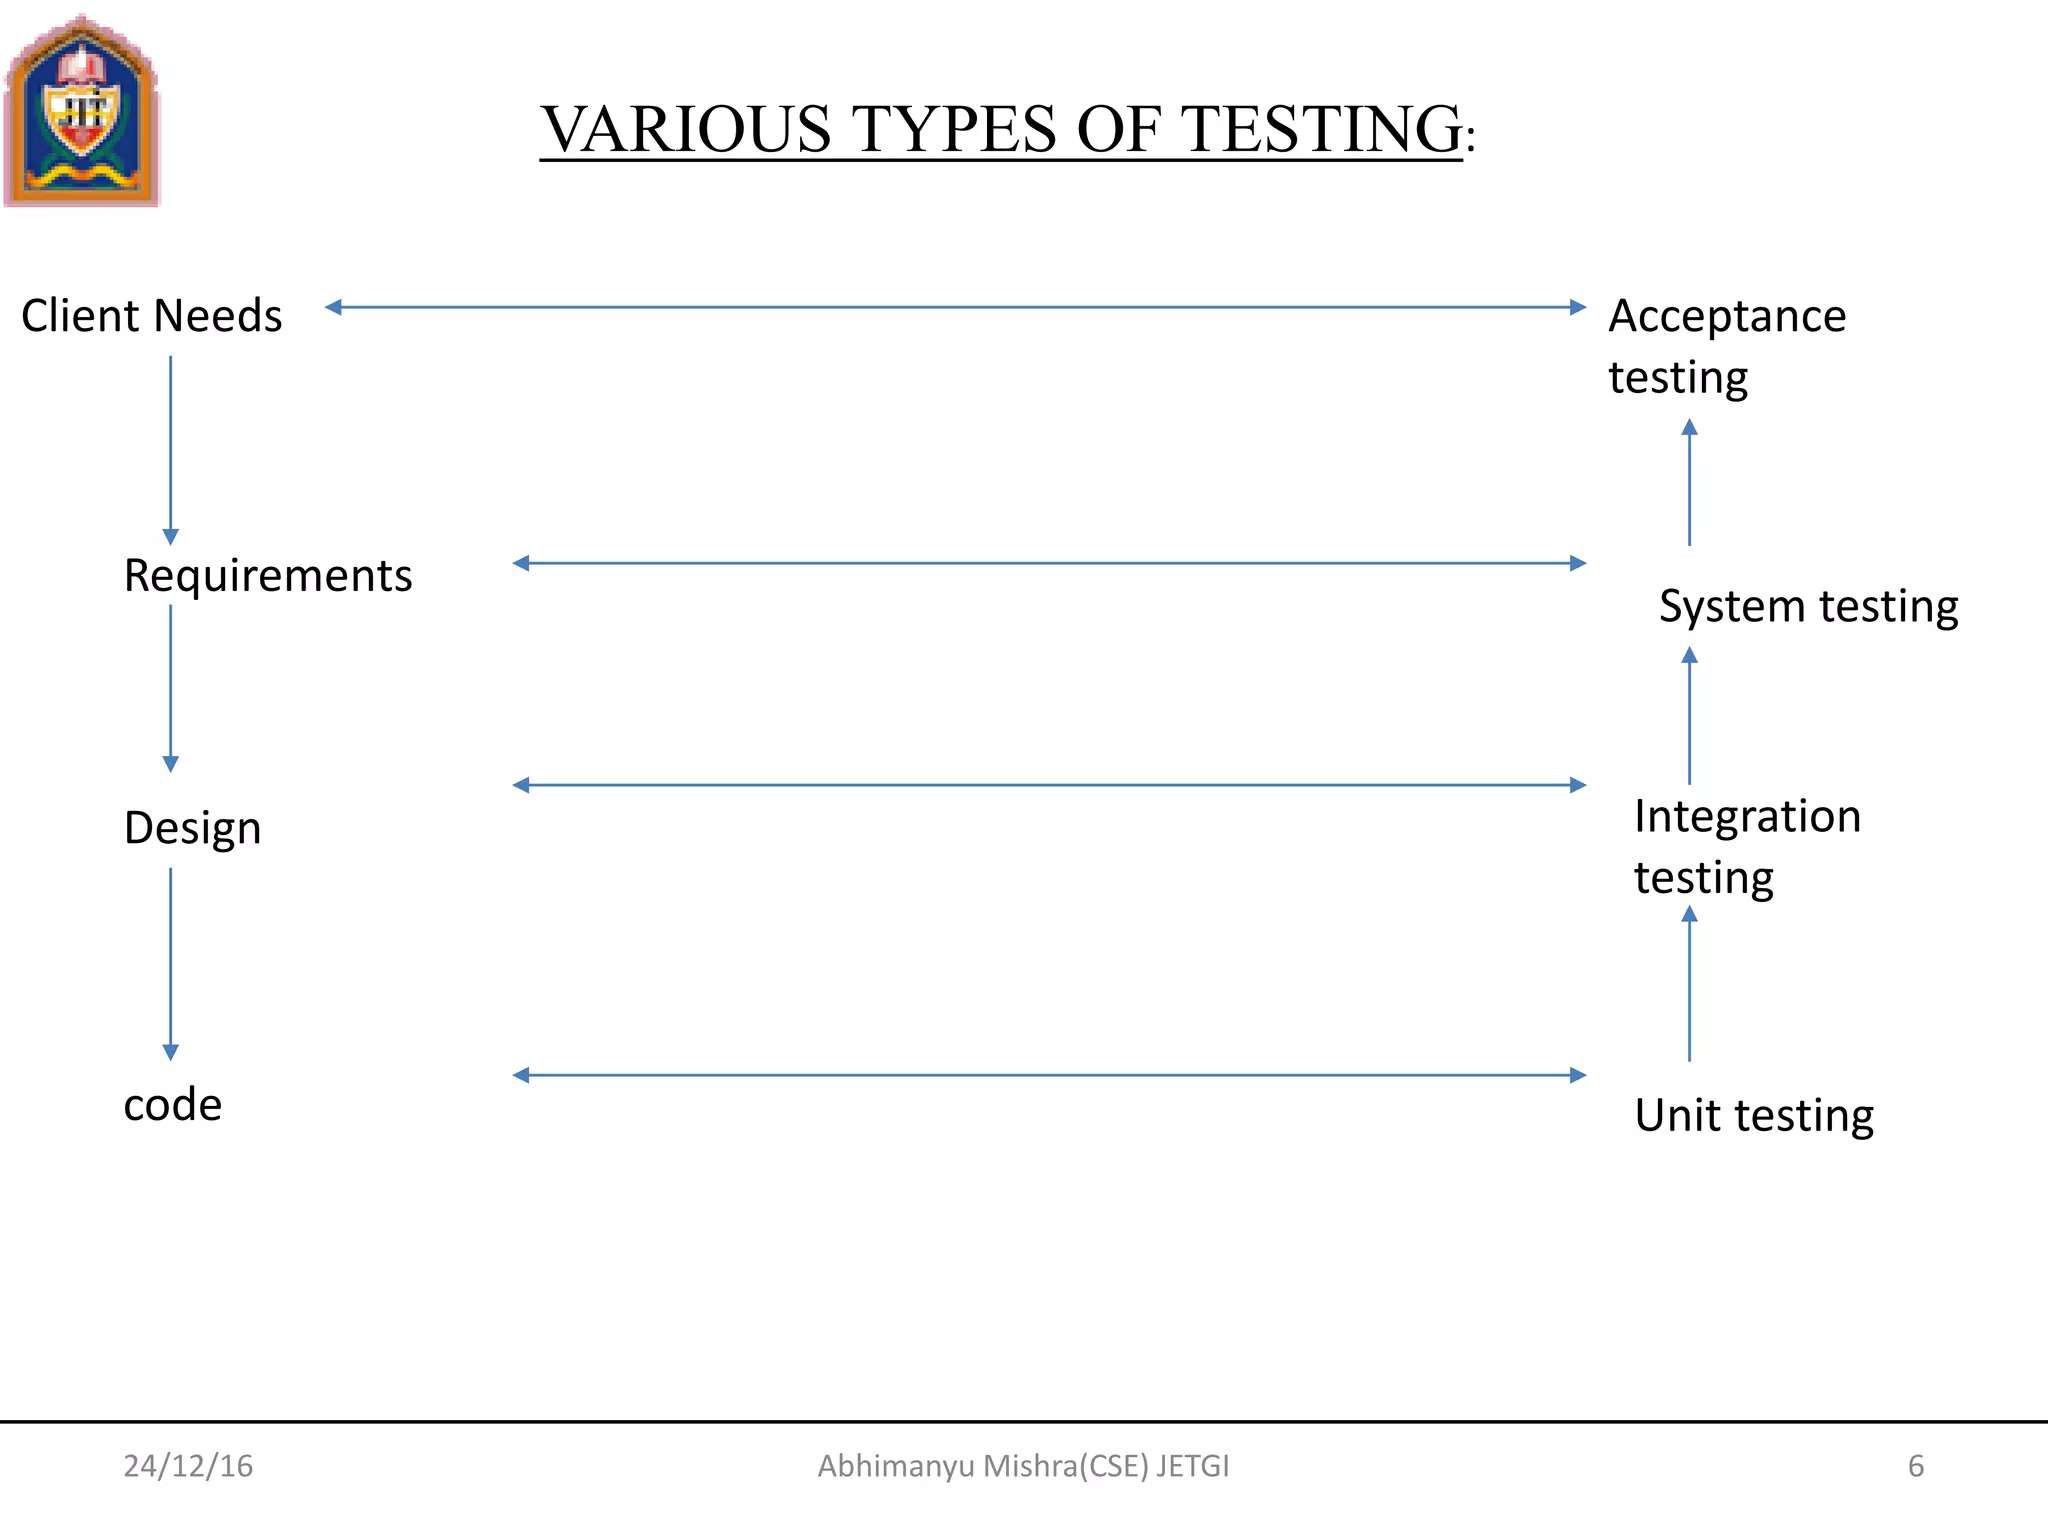 JIT
VARIOUS TYPES OF TESTING:
Client Needs
Acceptance
testing
Requirements
System testing
Design
Integration
testing
code
Unit testing
24/12/16
Abhimanyu Mishra(CSE) JETGI
6